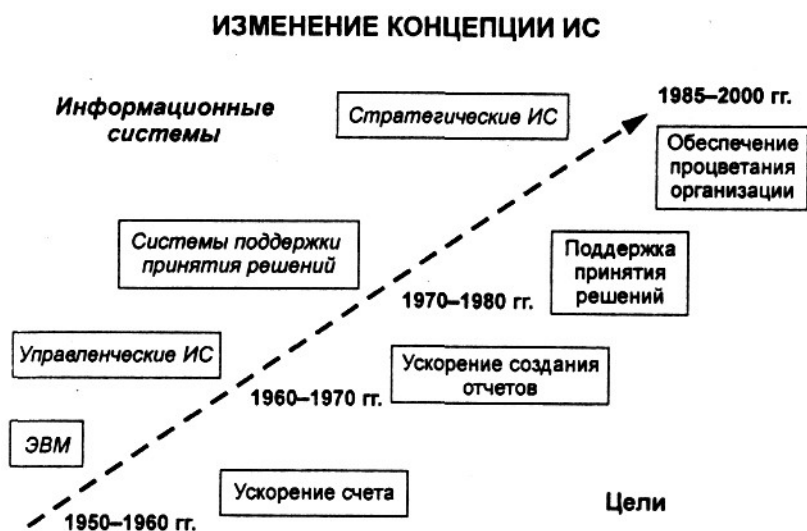 ИЗМЕНЕНИЕ КОНЦЕПЦИИ ИС
Информационные
системы
Стратегические ИС
1985–2000 гг.
Обеспечение
процветания
организации
Системы поддержки
принятия решений
Поддержка
принятия
решений
1970–1980 гг.
Управленческие ИС
Ускорение создания
отчетов
1960–1970 гг.
ЭВМ
Ускорение счета
Цели
1950–1960 гг.